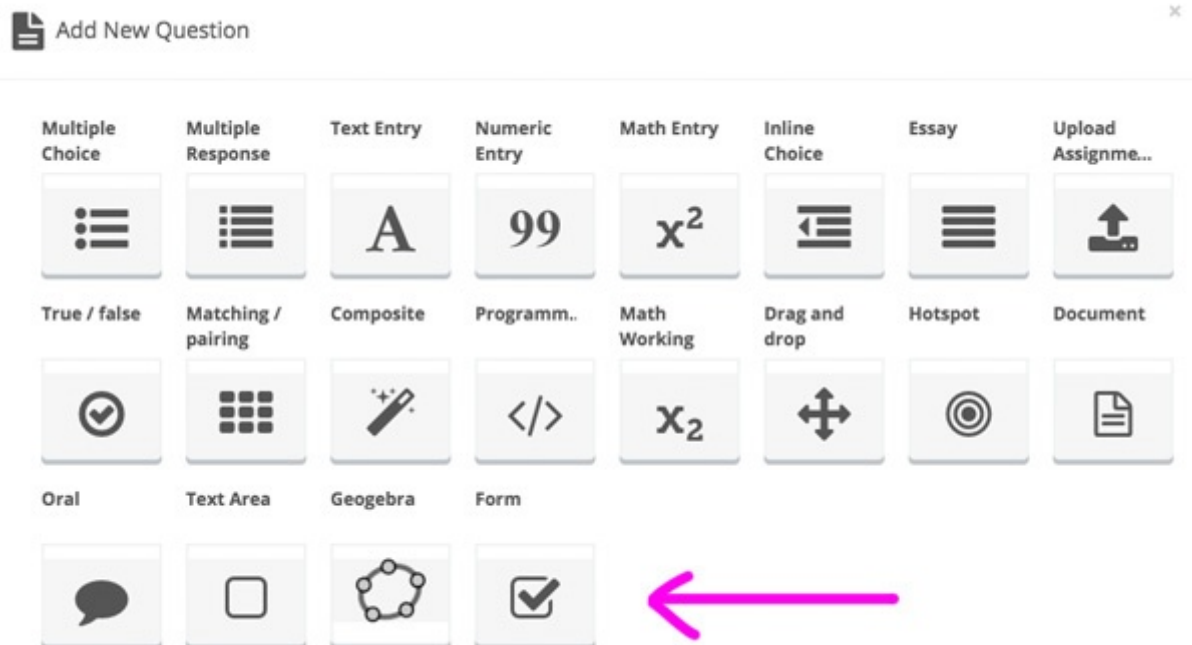 Add New Question
×
Multiple Choice
Multiple Response
Text Entry
Numeric Entry
Math Entry
Inline Choice
Essay
Upload Assignme...
A
99
x²
True / false
Matching / pairing
Composite
Programm..
Math Working
Drag and drop
Hotspot
Document
</>
x₂
Oral
Text Area
Geogebra
Form